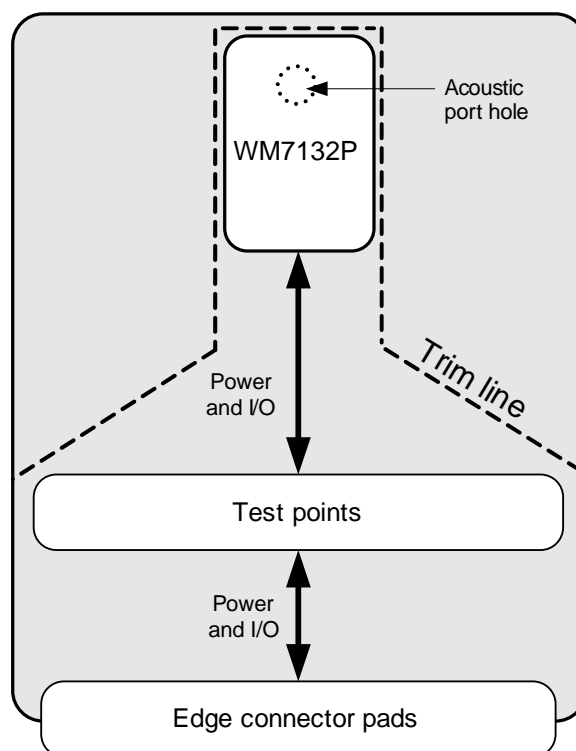 Acoustic
port hole
WM7132P
Trim line
Power
and I/O
Test points
Power
and I/O
Edge connector pads